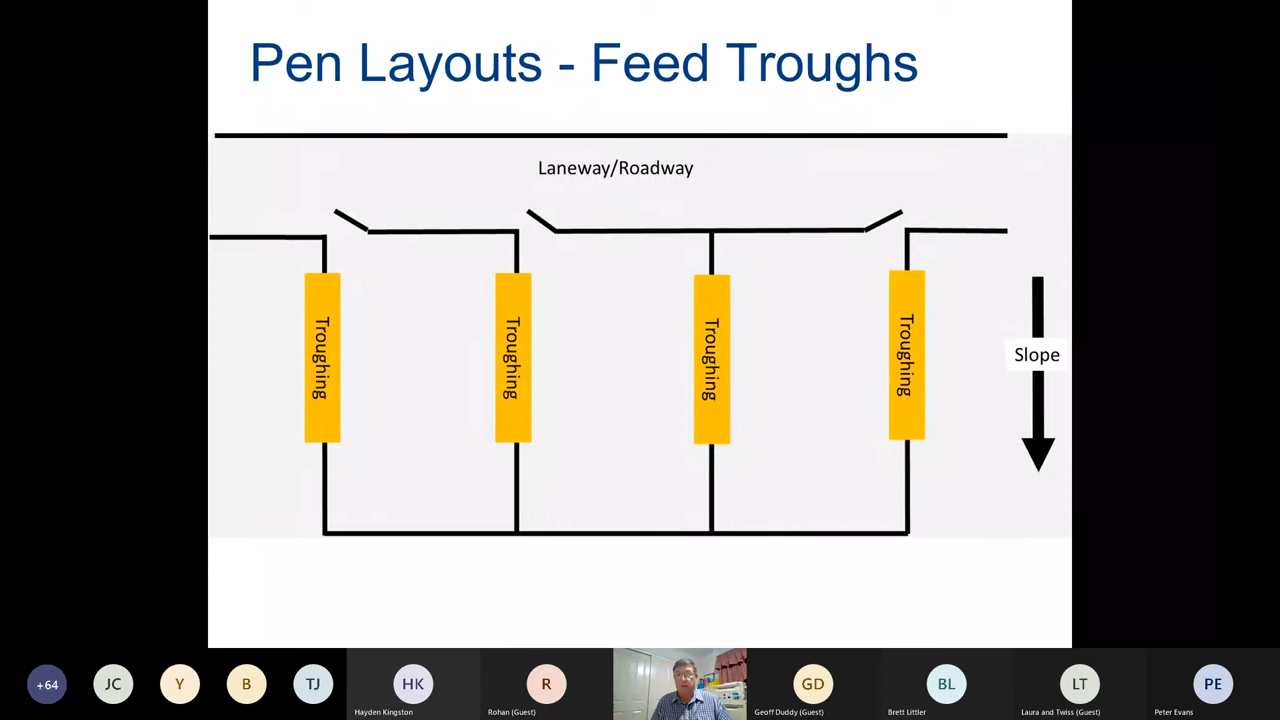 Pen Layouts - Feed Troughs
Laneway/Roadway
Troughing
Troughing
Troughing
Troughing
Slope
+64
JC
Y
B
TJ
HK
Hayden Kingston
R
Rohan (Guest)
GD
Geoff Duddy (Guest)
BL
Brett Littler
LT
Laura and Twiss (Guest)
PE
Peter Evans